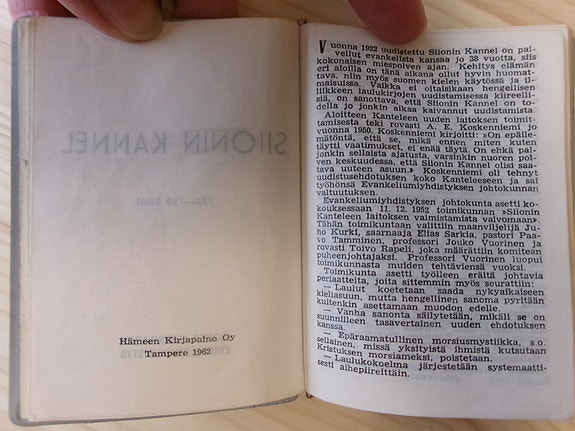 Hämeen Kirjapaino Oy
Tampere 1962
Vuonna 1922 uudistettu Siionin Kannel on pal-
vellut evankelista kansaa jo 38 vuotta, siis
kokonaisen miespolven ajan. Kehitys elämän
eri aloilla on tänä aikana ollut hyvin huomat-
tava, niin myös suomen kielen käytössä ja il-
maisuissa. Vaikka ei oltaisikaan hengellisen
liikkeen laulukirjojen uudistamisessa kireelli-
siä, on sanottava, että Siionin Kannel on to-
della jo jonkin aikaa kaivannut uudistamista.
Aloitteen Kanteleen uuden laitoksen toimit-
tamisesta teki rovasti A. E. Koskenniemi jo
vuonna 1950. Koskenniemi kirjoitti: »On epäile-
mätöntä, että se, mikä ennen miten kuten
täytti vaatimukset, ei enää täytä. On ehkä pal-
jonkin sellaista ajatusta, varsinkin nuoren pol-
ven keskuudessa, että Siionin Kannel olisi saa-
tava uuteen asuun.» Koskenniemi oli tehnyt
uudistusehdotuksen koko Kanteleeseen ja sai
työhönsä Evankeliumiyhdistyksen johtokunnan
valtuutuksen.
Evankeliumiyhdistyksen johtokunta asetti ko-
kouksessaan 11. 12. 1952 toimikunnan »Siionin
Kanteleen laitoksen valmistamista valvomaan».
Tähän toimikuntaan valittiin maanviljelijä Ju-
ho Kurki, saarnaaja Elias Sarkia, pastori Paa-
vo Tamminen, professori Jouko Vuorinen ja
rovasti Toivo Rapeli, joka määrättiin komitean
puheenjohtajaksi. Professori Vuorinen luopui
toimikunnasta muiden tehtäviensä vuoksi.
Toimikunta asetti työlleen eräitä johtavia
periaatteita, joita sittemmin myös seurattiin:
— Laulut koetetaan saada nykyaikaiseen
kieliasuun, mutta hengellinen sanoma pyritään
kuitenkin asettamaan muodon edelle.
— Vanha sanonta säilytetään, mikäli se on
suunnilleen tasavertainen uuden ehdotuksen
kanssa.
— Epäraamatullinen morsiusmystiikka, s.o.
sellainen, missä yksityistä ihmistä kutsutaan
Kristuksen morsiameksi, poistetaan.
— Laulukokoelma järjestetään systemaatti-
sesti aihepiireittäin.